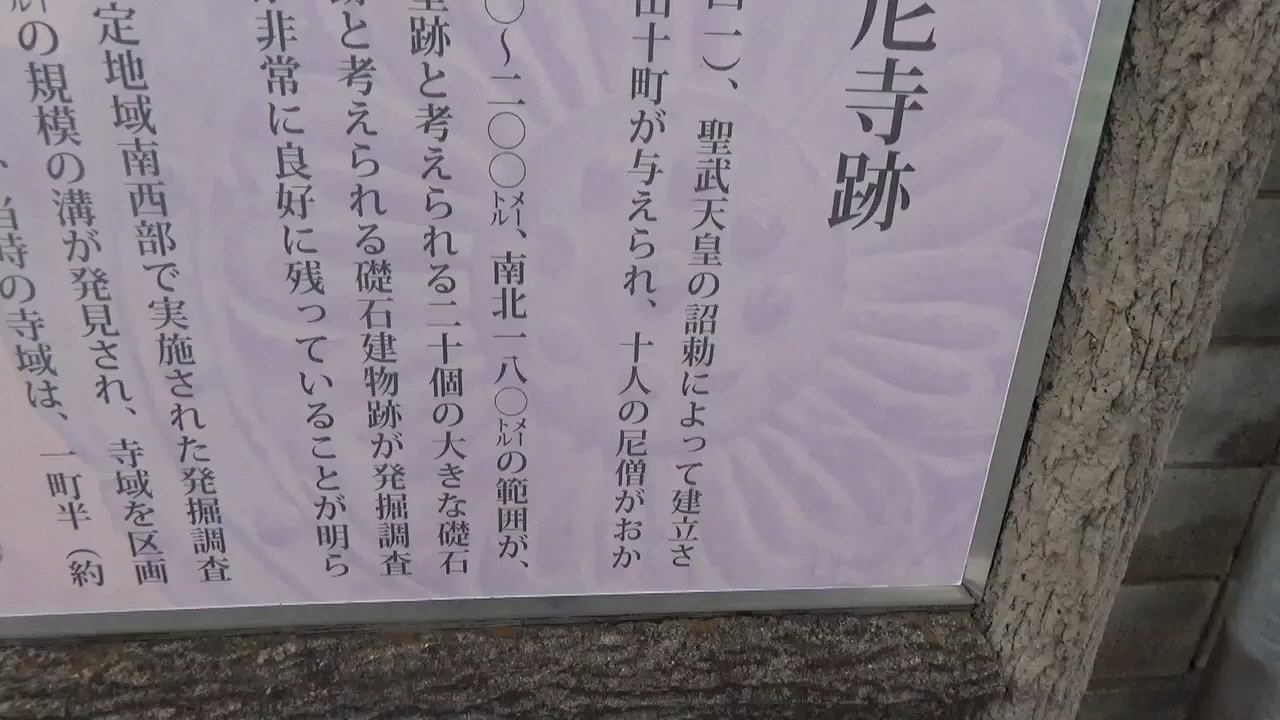 尼寺跡
四一）、聖武天皇の詔勅によって建立さ
田十町が与えられ、十人の尼僧がおか
〇～二〇〇メートル、南北一八〇メートルの範囲が、
跡と考えられる二十個の大きな礎石
と考えられる礎石建物跡が発掘調査
非常に良好に残っていることが明ら
定地域南西部で実施された発掘調査
の規模の溝が発見され、寺域を区画
当時の寺域は、一町半（約